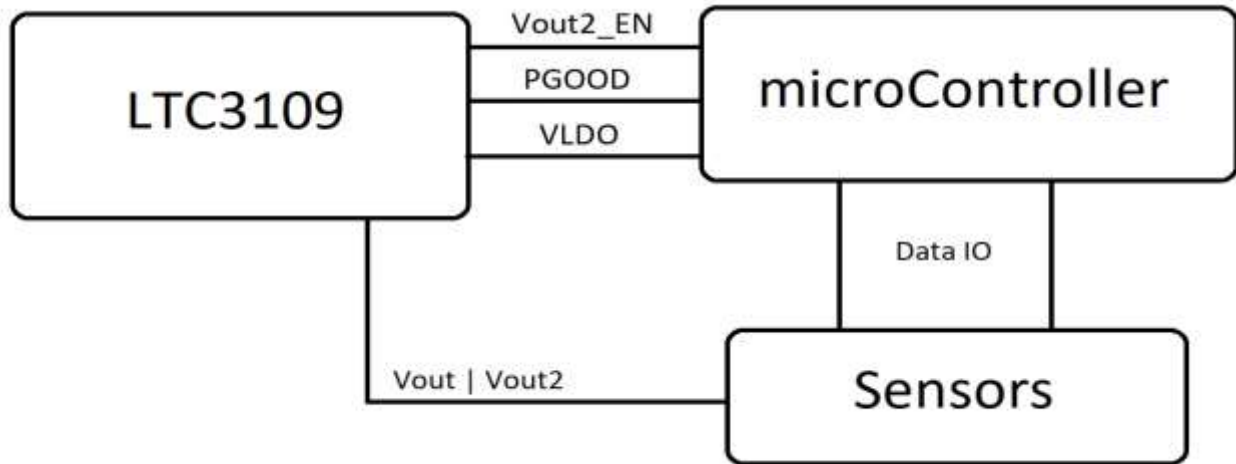 Vout2_EN
PGOOD
VLDO
LTC3109
microController
Data IO
Vout | Vout2
Sensors